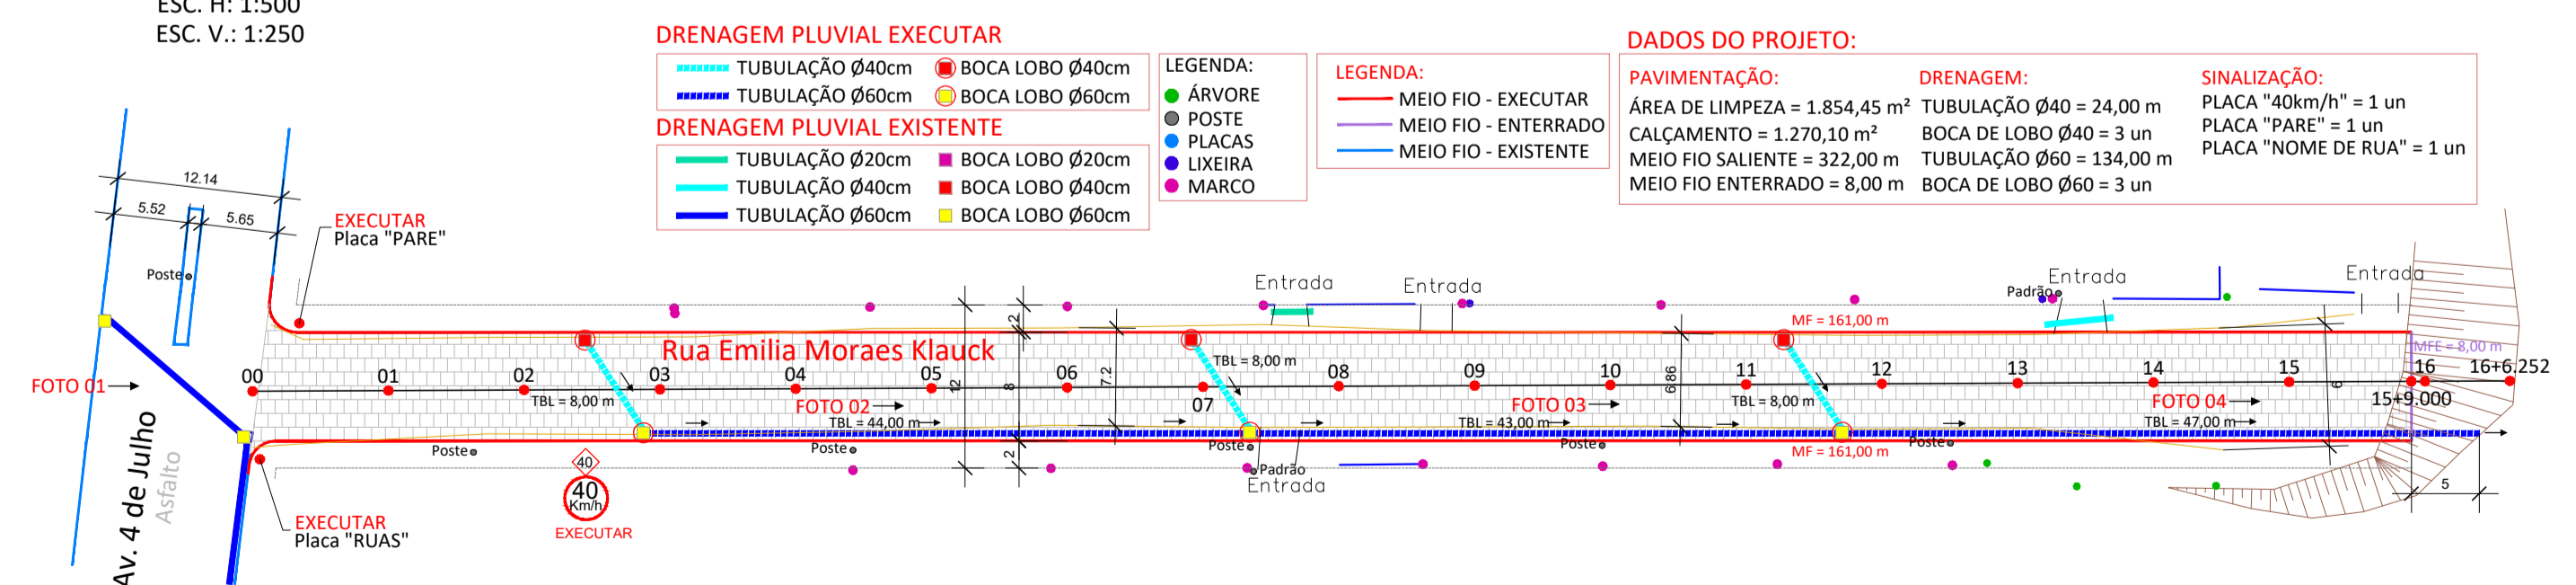 ESC. H: 1:500
ESC. V.: 1:250
DRENAGEM PLUVIAL EXECUTAR
TUBULAÇÃO Ø40cm
BOCA LOBO Ø40cm
TUBULAÇÃO Ø60cm
BOCA LOBO Ø60cm
DRENAGEM PLUVIAL EXISTENTE
TUBULAÇÃO Ø20cm
BOCA LOBO Ø20cm
TUBULAÇÃO Ø40cm
BOCA LOBO Ø40cm
TUBULAÇÃO Ø60cm
BOCA LOBO Ø60cm
LEGENDA:
ÁRVORE
POSTE
PLACAS
LIXEIRA
MARCO
LEGENDA:
MEIO FIO - EXECUTAR
MEIO FIO - ENTERRADO
MEIO FIO - EXISTENTE
DADOS DO PROJETO:
PAVIMENTAÇÃO:
ÁREA DE LIMPEZA = 1.854,45 m²
CALÇAMENTO = 1.270,10 m²
MEIO FIO SALIENTE = 322,00 m
MEIO FIO ENTERRADO = 8,00 m
DRENAGEM:
TUBULAÇÃO Ø40 = 24,00 m
BOCA DE LOBO Ø40 = 3 un
TUBULAÇÃO Ø60 = 134,00 m
BOCA DE LOBO Ø60 = 3 un
SINALIZAÇÃO:
PLACA "40km/h" = 1 un
PLACA "PARE" = 1 un
PLACA "NOME DE RUA" = 1 un
12.14
5.52
5.65
EXECUTAR
Placa "PARE"
Poste
Entrada
Entrada
Padrão
Entrada
Entrada
2
MF = 161,00 m
Rua Emilia Moraes Klauck
TBL = 8,00 m
MFE = 8,00 m
FOTO 01
00
01
02
03
04
05
06
07
08
09
10
11
12
13
14
15
16
16+6.252
15+9.000
12
8
7.2
6.86
9
TBL = 8,00 m
FOTO 02
FOTO 03
TBL = 8,00 m
FOTO 04
TBL = 44,00 m
TBL = 43,00 m
TBL = 47,00 m
Poste
Poste
Poste
Poste
Poste
MF = 161,00 m
2
Padrão
Entrada
5
40
40
Km/h
EXECUTAR
EXECUTAR
Placa "RUAS"
Av. 4 de Julho
Asfalto